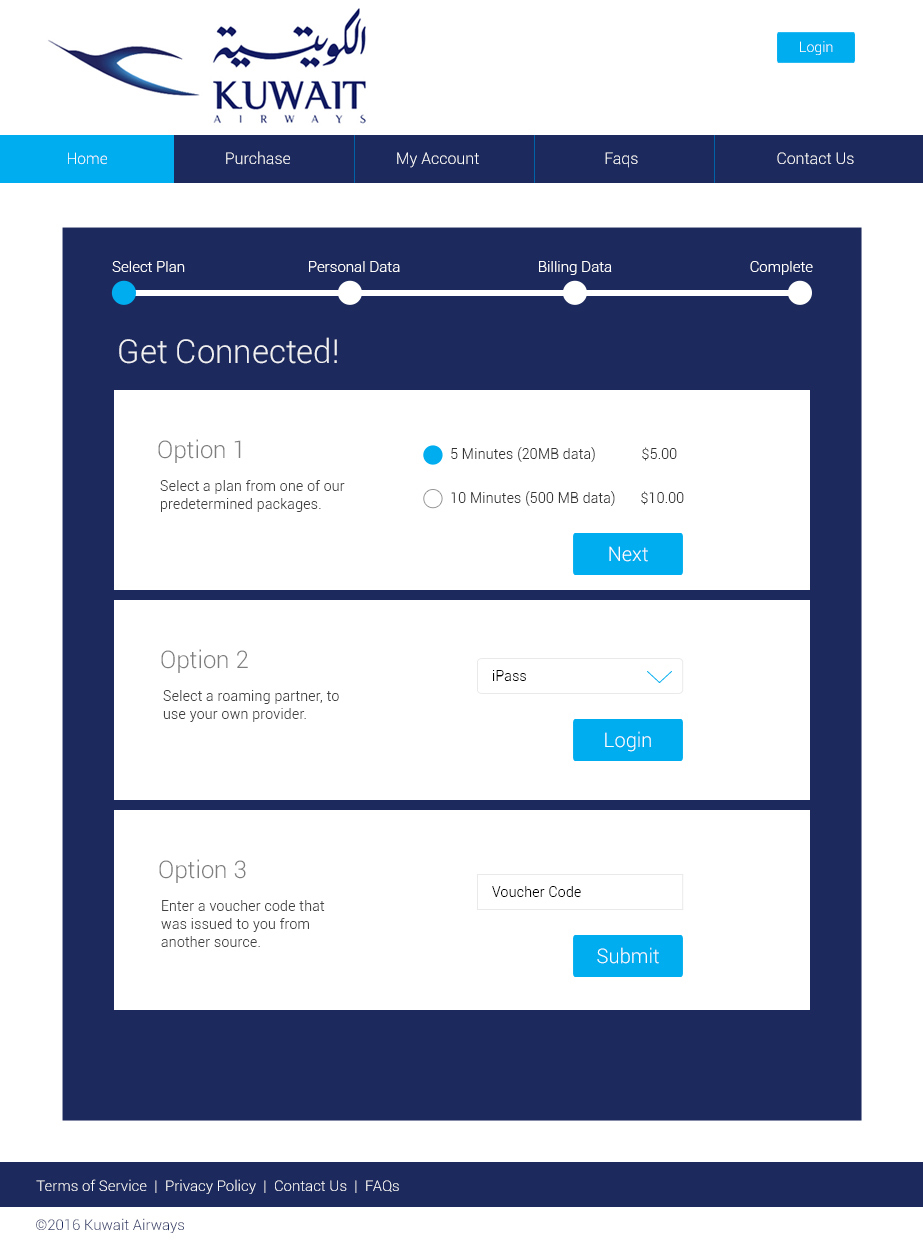 الكويتية
KUWAIT
AIRWAYS
Login
Home
Purchase
My Account
Faqs
Contact Us
Select Plan
Personal Data
Billing Data
Complete
Get Connected!
Option 1
Select a plan from one of our
predetermined packages.
5 Minutes (20MB data) $5.00
10 Minutes (500 MB data) $10.00
Next
Option 2
Select a roaming partner, to
use your own provider.
iPass
Login
Option 3
Enter a voucher code that
was issued to you from
another source.
Voucher Code
Submit
Terms of Service | Privacy Policy | Contact Us | FAQs
©2016 Kuwait Airways